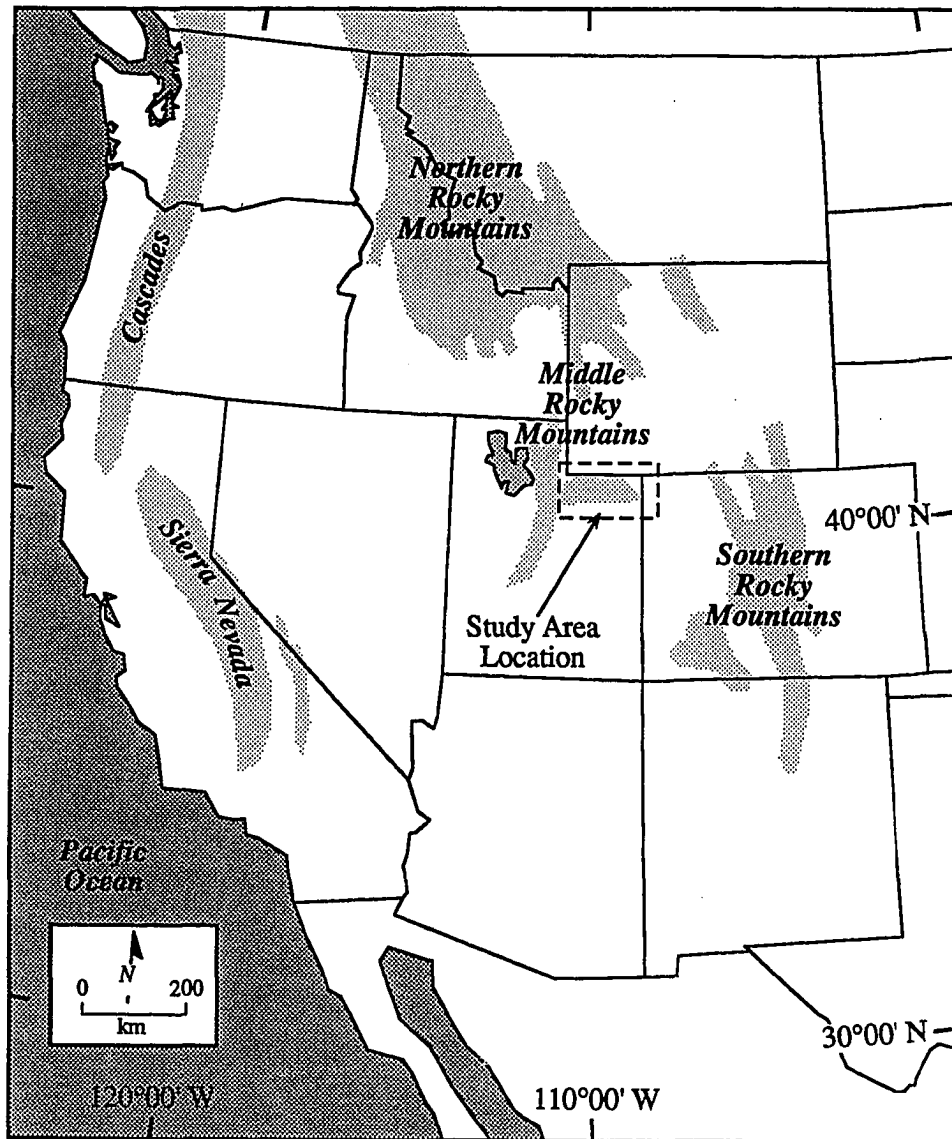 Northern
Rocky
Mountains
Cascades
Middle
Rocky
Mountains
40°00' N
Sierra Nevada
Southern
Rocky
Mountains
Study Area
Location
Pacific
Ocean
N
0 200
km
30°00' N
120°00' W
110°00' W